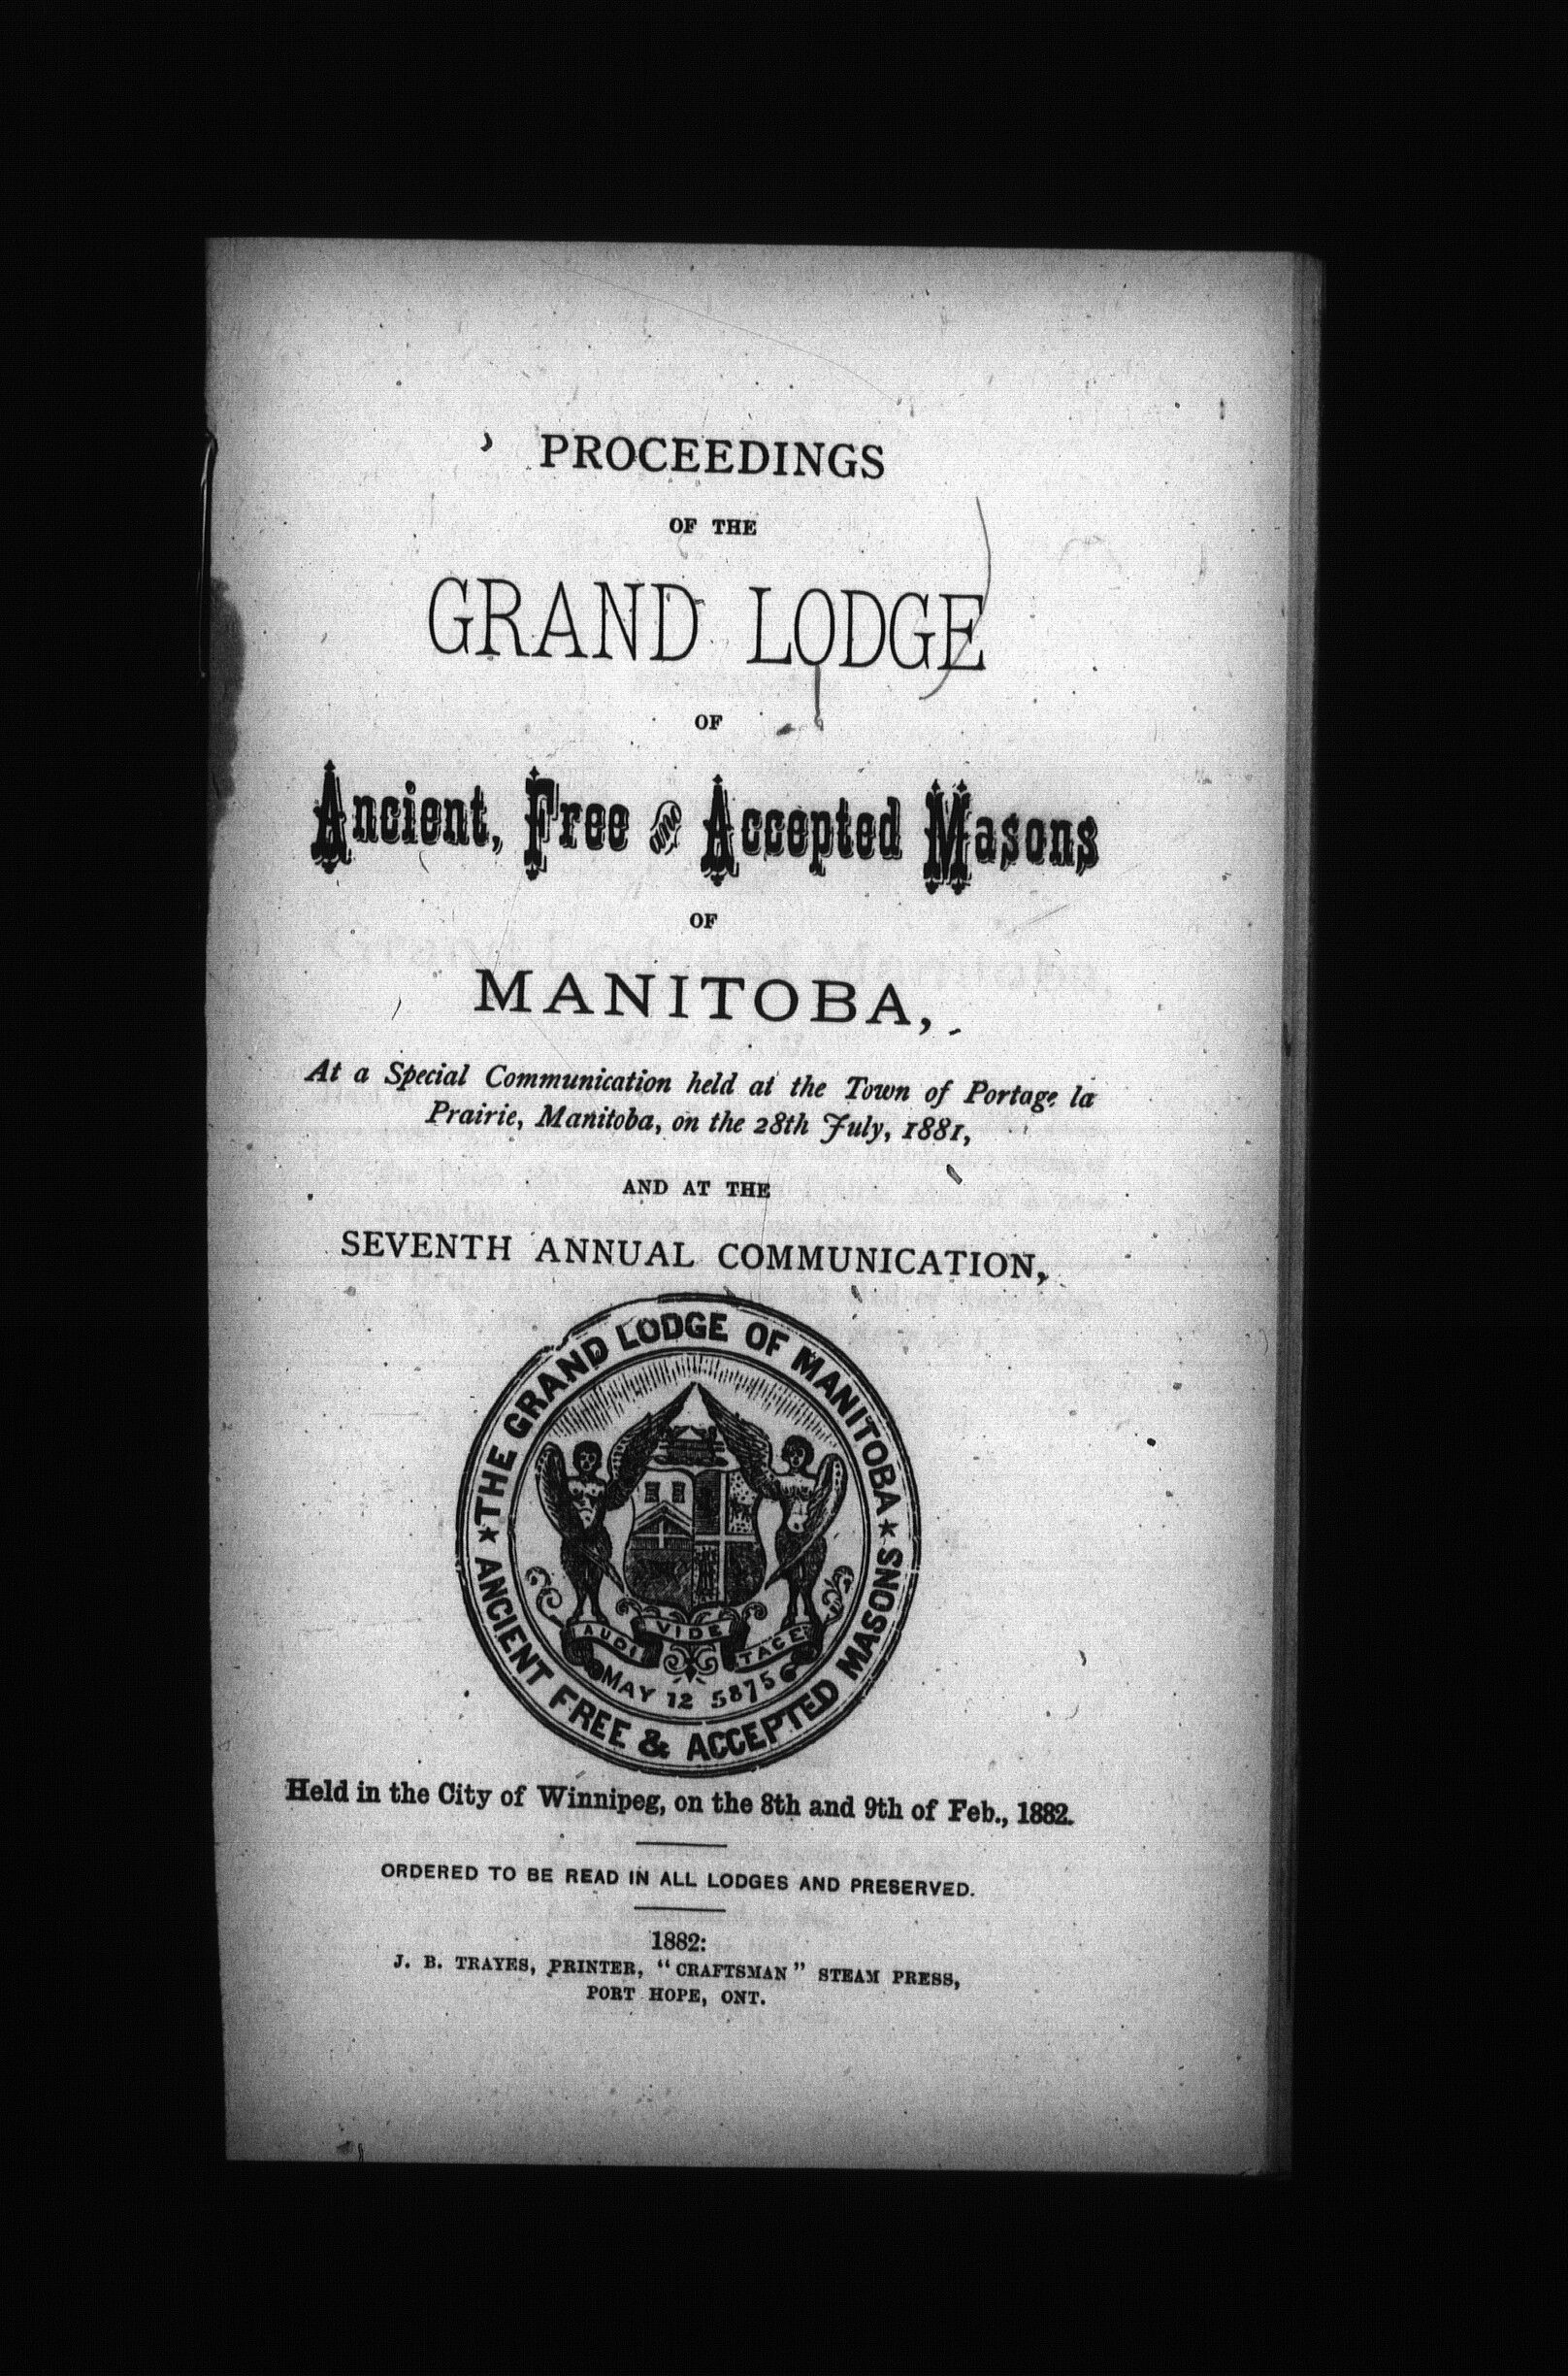 PROCEEDINGS
OF THE
GRAND LODGE
OF
Ancient, Free and Accepted Masons
OF
MANITOBA,
At a Special Communication held at the Town of Portage la
Prairie, Manitoba, on the 28th July, 1881,
AND AT THE
SEVENTH ANNUAL COMMUNICATION,
★ THE GRAND LODGE OF MANITOBA ★
ANCIENT FREE & ACCEPTED MASONS
AUDI VIDE TACE
MAY 12 5875
Held in the City of Winnipeg, on the 8th and 9th of Feb., 1882.
ORDERED TO BE READ IN ALL LODGES AND PRESERVED.
1882:
J. B. TRAYES, PRINTER, "CRAFTSMAN" STEAM PRESS,
PORT HOPE, ONT.